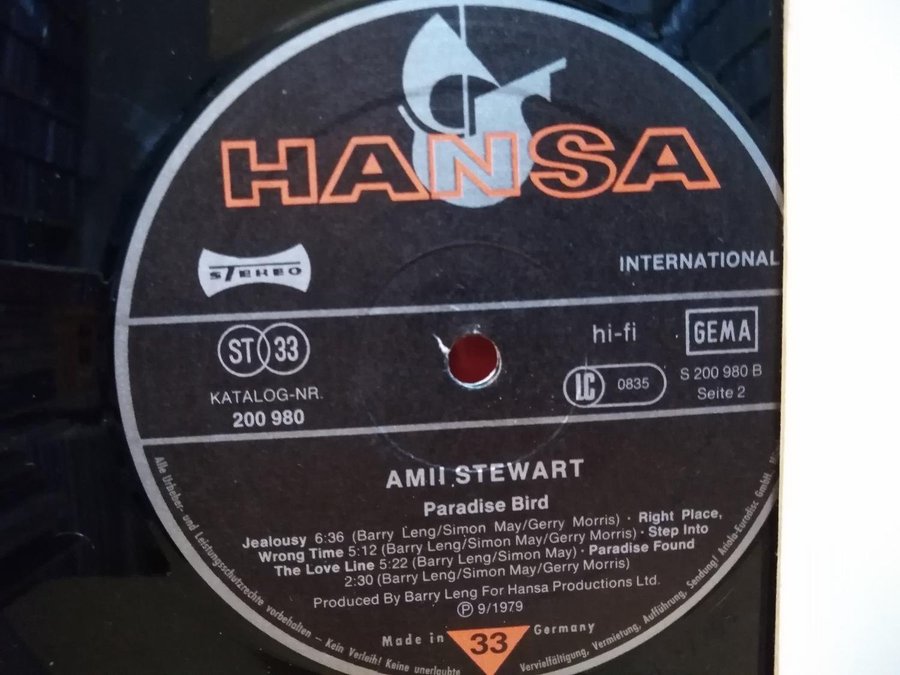 HANSA
STEREO
INTERNATIONAL
ST 33
hi-fi
GEMA
KATALOG-NR.
200 980
LC 0835
S 200 980 B
Seite 2
AMII STEWART
Paradise Bird
Jealousy 6:36 (Barry Leng/Simon May/Gerry Morris) · Right Place,
Wrong Time 5:12 (Barry Leng/Simon May/Gerry Morris) · Step Into
The Love Line 5:22 (Barry Leng/Simon May) · Paradise Found
2:30 (Barry Leng/Simon May/Gerry Morris)
Produced By Barry Leng For Hansa Productions Ltd.
℗ 9/1979
Made in 33 Germany
Alle Urheber- und Leistungsschutzrechte vorbehalten - Kein Verleih! Keine unerlaubte
Vervielfältigung, Vermietung, Aufführung, Sendung! Ariola-Eurodisc GmbH